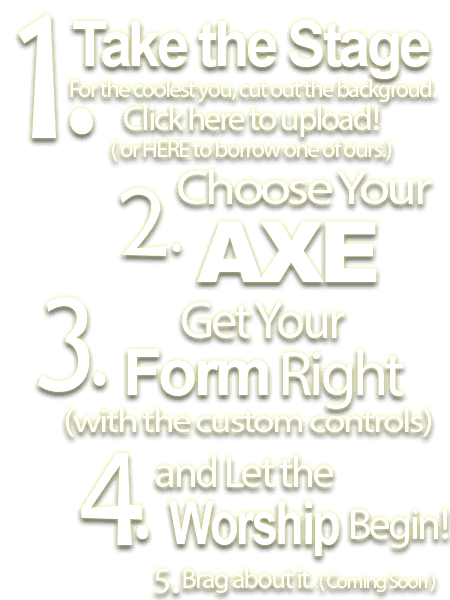 1. Take the Stage
For the coolest you, cut out the backgroud.
Click here to upload!
( or HERE to borrow one of ours.)
2. Choose Your
AXE
3. Get Your
Form Right
(with the custom controls)
4. and Let the
Worship Begin!
5. Brag about it. ( Coming Soon )